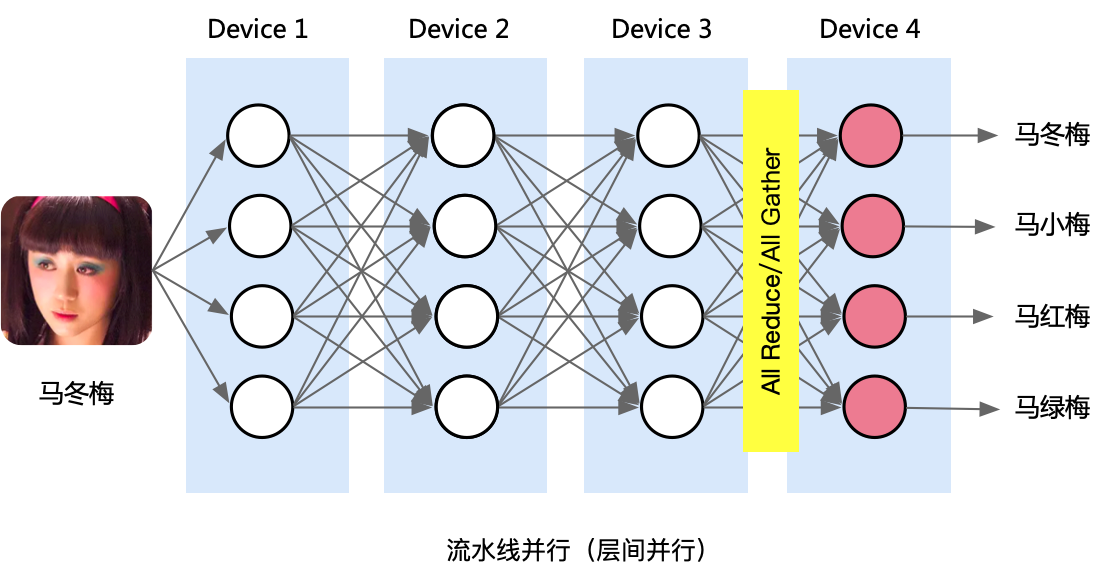 Device 1
Device 2
Device 3
Device 4
All Reduce/All Gather
马冬梅
马小梅
马红梅
马绿梅
马冬梅
流水线并行（层间并行）